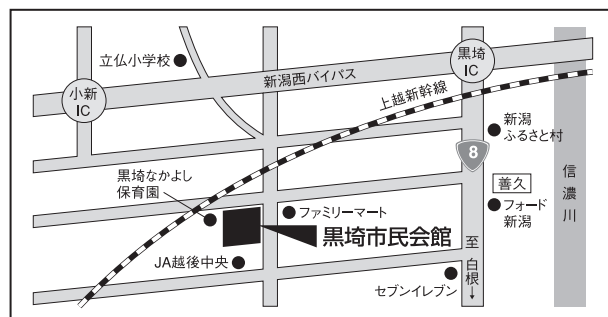 立仏小学校
新潟西バイパス
黒埼
IC
小新
IC
上越新幹線
新潟
ふるさと村
8
善久
フォード
新潟
信濃川
黒埼なかよし
保育園
ファミリーマート
黒埼市民会館
JA越後中央
至白根→
セブンイレブン